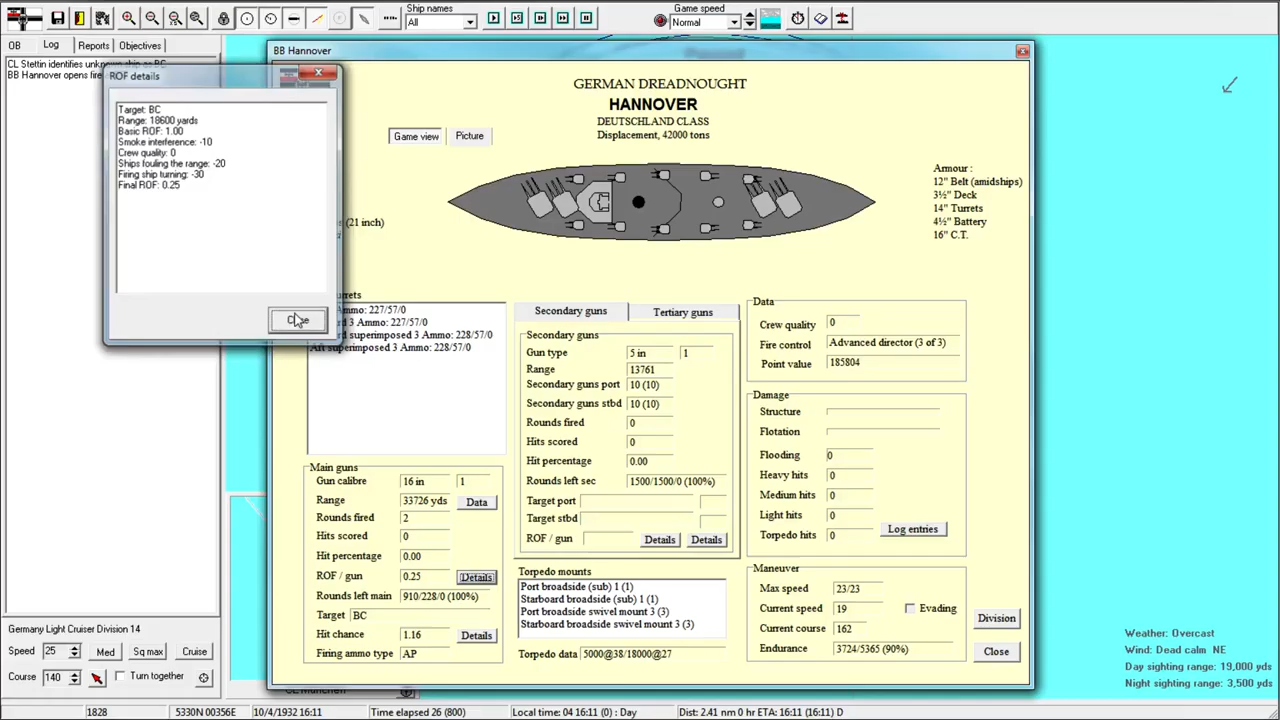 Ship names
All
Game speed
Normal
OB
Log
Reports
Objectives
CL Stettin identifies unknown ship as BC
BB Hannover opens fire
ROF details
Target: BC
Range: 18600 yards
Basic ROF: 1.00
Smoke interference: -10
Crew quality: 0
Ships fouling the range: -20
Firing ship turning: -30
Final ROF: 0.25
BB Hannover
GERMAN DREADNOUGHT
HANNOVER
DEUTSCHLAND CLASS
Displacement, 42000 tons
Game view
Picture
Armour :
12" Belt (amidships)
3½" Deck
14" Turrets
4½" Battery
16" C.T.
(21 inch)
Ammo: 227/57/0
3 Ammo: 227/57/0
superimposed 3 Ammo: 228/57/0
Aft superimposed 3 Ammo: 228/57/0
Main guns
Gun calibre 16 in 1
Range 33726 yds Data
Rounds fired 2
Hits scored 0
Hit percentage 0.00
ROF / gun 0.25 Details
Rounds left main 910/228/0 (100%)
Target BC
Hit chance 1.16 Details
Firing ammo type AP
Secondary guns
Tertiary guns
Secondary guns
Gun type 5 in 1
Range 13761
Secondary guns port 10 (10)
Secondary guns stbd 10 (10)
Rounds fired 0
Hits scored 0
Hit percentage 0.00
Rounds left sec 1500/1500/0 (100%)
Target port
Target stbd
ROF / gun Details Details
Torpedo mounts
Port broadside (sub) 1 (1)
Starboard broadside (sub) 1 (1)
Port broadside swivel mount 3 (3)
Starboard broadside swivel mount 3 (3)
Torpedo data 5000@38/18000@27
Data
Crew quality 0
Fire control Advanced director (3 of 3)
Point value 185804
Damage
Structure
Flotation
Flooding 0
Heavy hits 0
Medium hits 0
Light hits 0
Torpedo hits 0
Log entries
Maneuver
Max speed 23/23
Current speed 19
Evading
Current course 162
Endurance 3724/5365 (90%)
Division
Close
Germany Light Cruiser Division 14
Speed 25 Med Sq max Cruise
Course 140 Turn together
Weather: Overcast
Wind: Dead calm NE
Day sighting range: 19,000 yds
Night sighting range: 3,500 yds
1828
5330N 00356E
10/4/1932 16:11
Time elapsed 26 (800)
Local time: 04 16:11 : Day
Dist: 2.41 nm 0 hr ETA: 16:11 (16:11) D